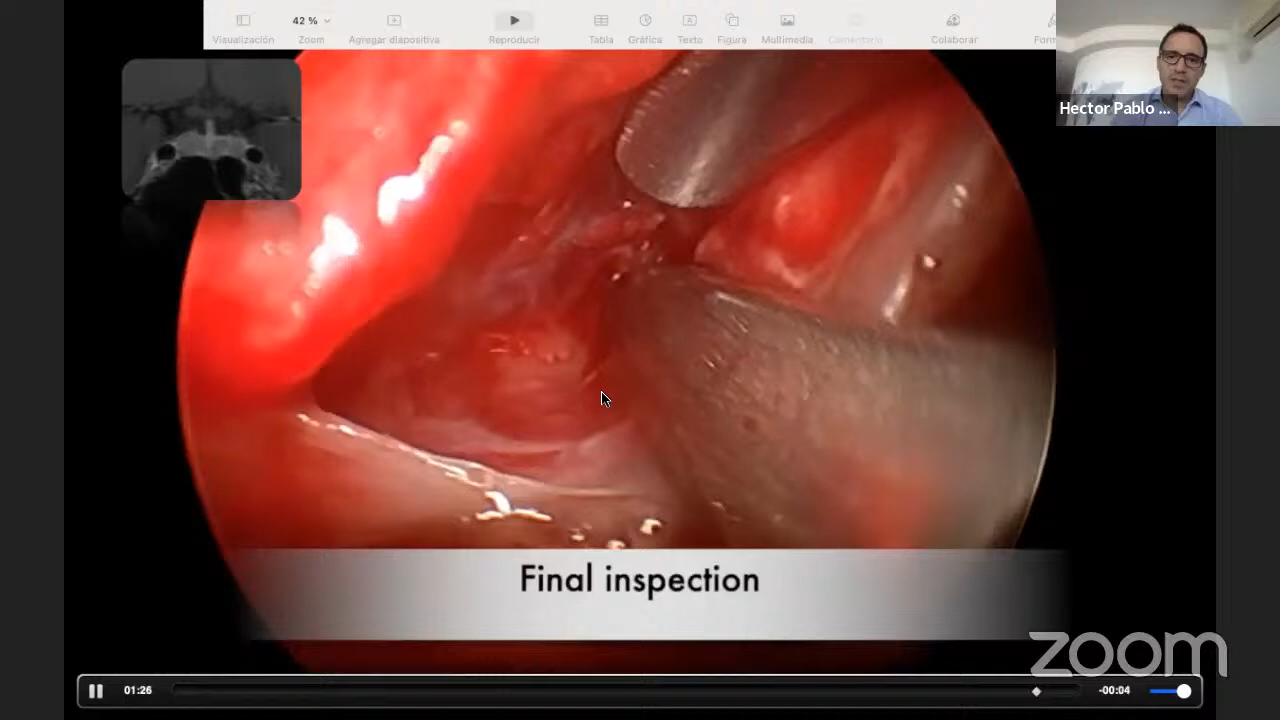 42 %
Visualización Zoom Agregar diapositiva Reproducir Tabla Gráfica Texto Figura Multimedia Comentario Colaborar
Hector Pablo ...
Final inspection
zoom
01:26 -00:04